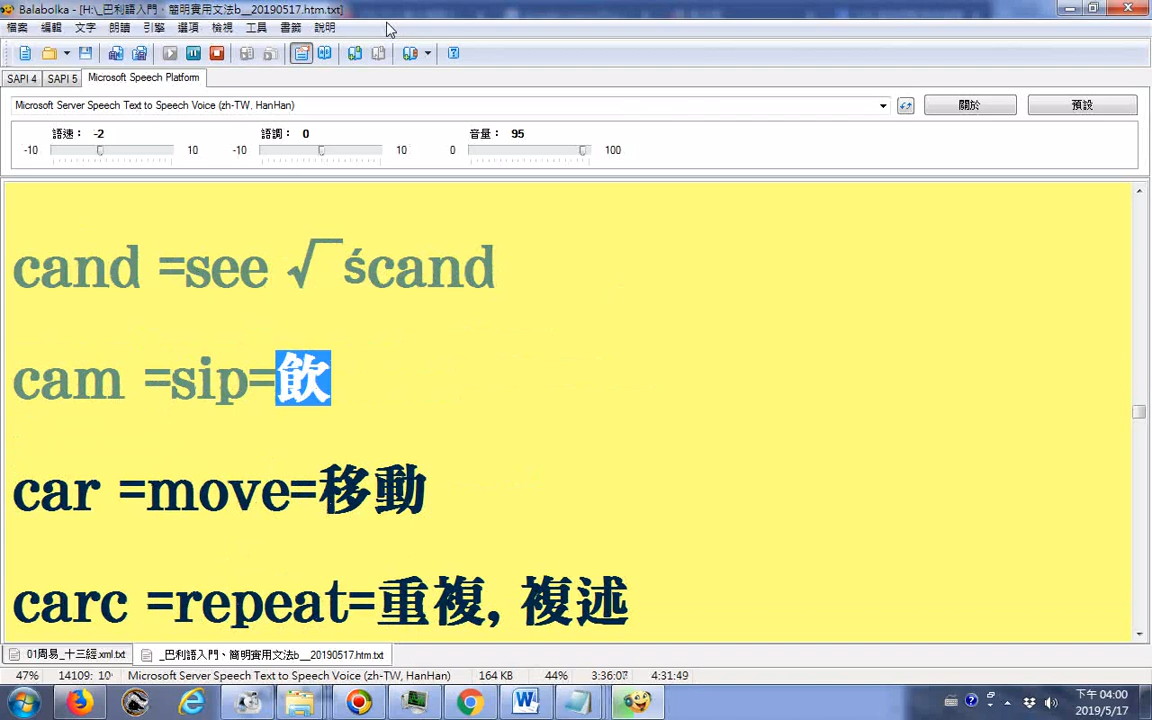 Balabolka - [H:\_巴利語入門、簡明實用文法b__20190517.htm.txt]
檔案 編輯 文字 朗讀 引擎 選項 檢視 工具 書籤 說明
SAPI 4 SAPI 5 Microsoft Speech Platform
Microsoft Server Speech Text to Speech Voice (zh-TW, HanHan) 關於 預設
語速： -2 語調： 0 音量： 95
-10 10 -10 10 0 100
cand =see √ścand
cam =sip=飲
car =move=移動
carc =repeat=重複, 複述
01周易_十三經.xml.txt _巴利語入門、簡明實用文法b__20190517.htm.txt
47% 14109: 10 Microsoft Server Speech Text to Speech Voice (zh-TW, HanHan) 164 KB 44% 3:36:07 4:31:49
下午 04:00
2019/5/17